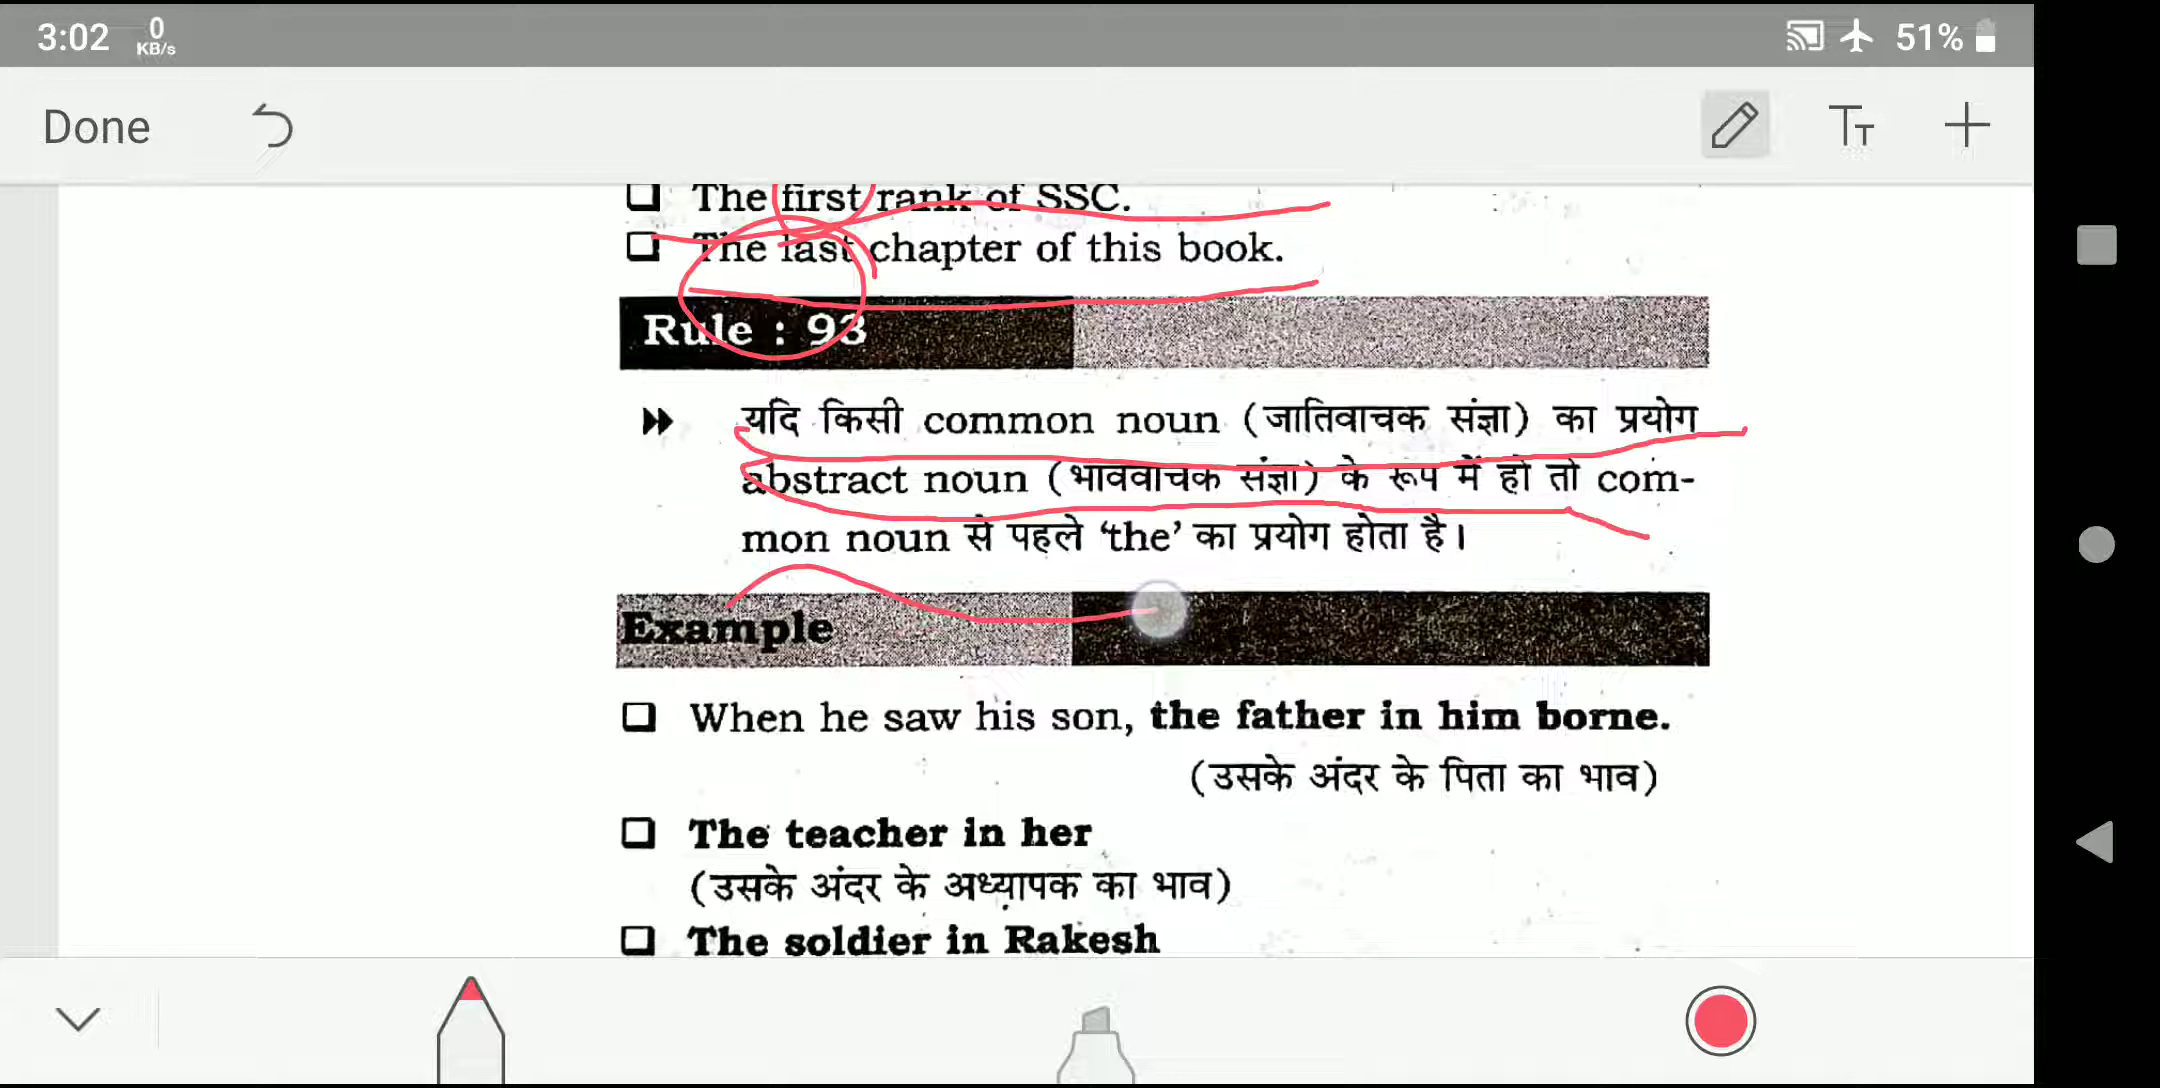 3:02 0 KB/s 51%
Done TT
❑ The first rank of SSC.
❑ The last chapter of this book.
Rule : 93
यदि किसी common noun (जातिवाचक संज्ञा) का प्रयोग
abstract noun (भाववाचक संज्ञा) के रूप में हो तो com-
mon noun से पहले ‘the’ का प्रयोग होता है।
Example
❑ When he saw his son, the father in him borne.
(उसके अंदर के पिता का भाव)
❑ The teacher in her
(उसके अंदर के अध्यापक का भाव)
❑ The soldier in Rakesh